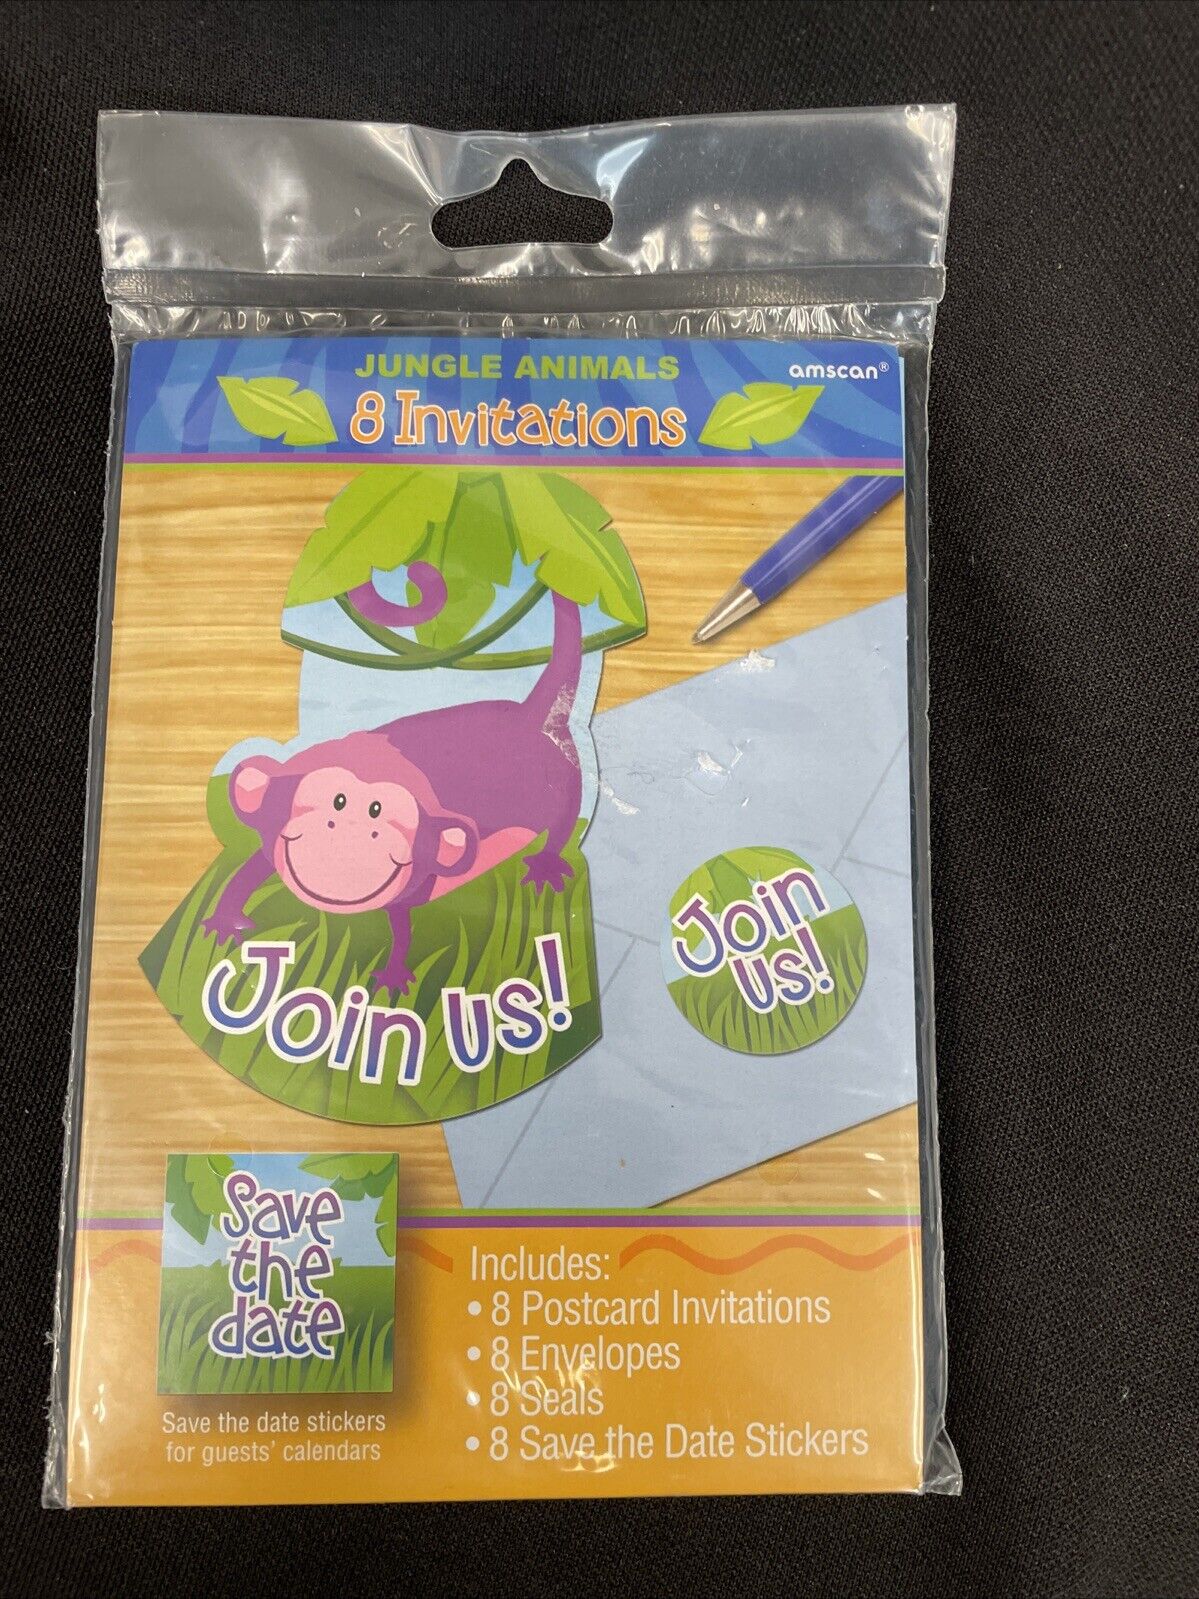 JUNGLE ANIMALS
amscan®
8 Invitations
Join us!
Join
us!
Save
the
date
Save the date stickers
for guests' calendars
Includes:
• 8 Postcard Invitations
• 8 Envelopes
• 8 Seals
• 8 Save the Date Stickers